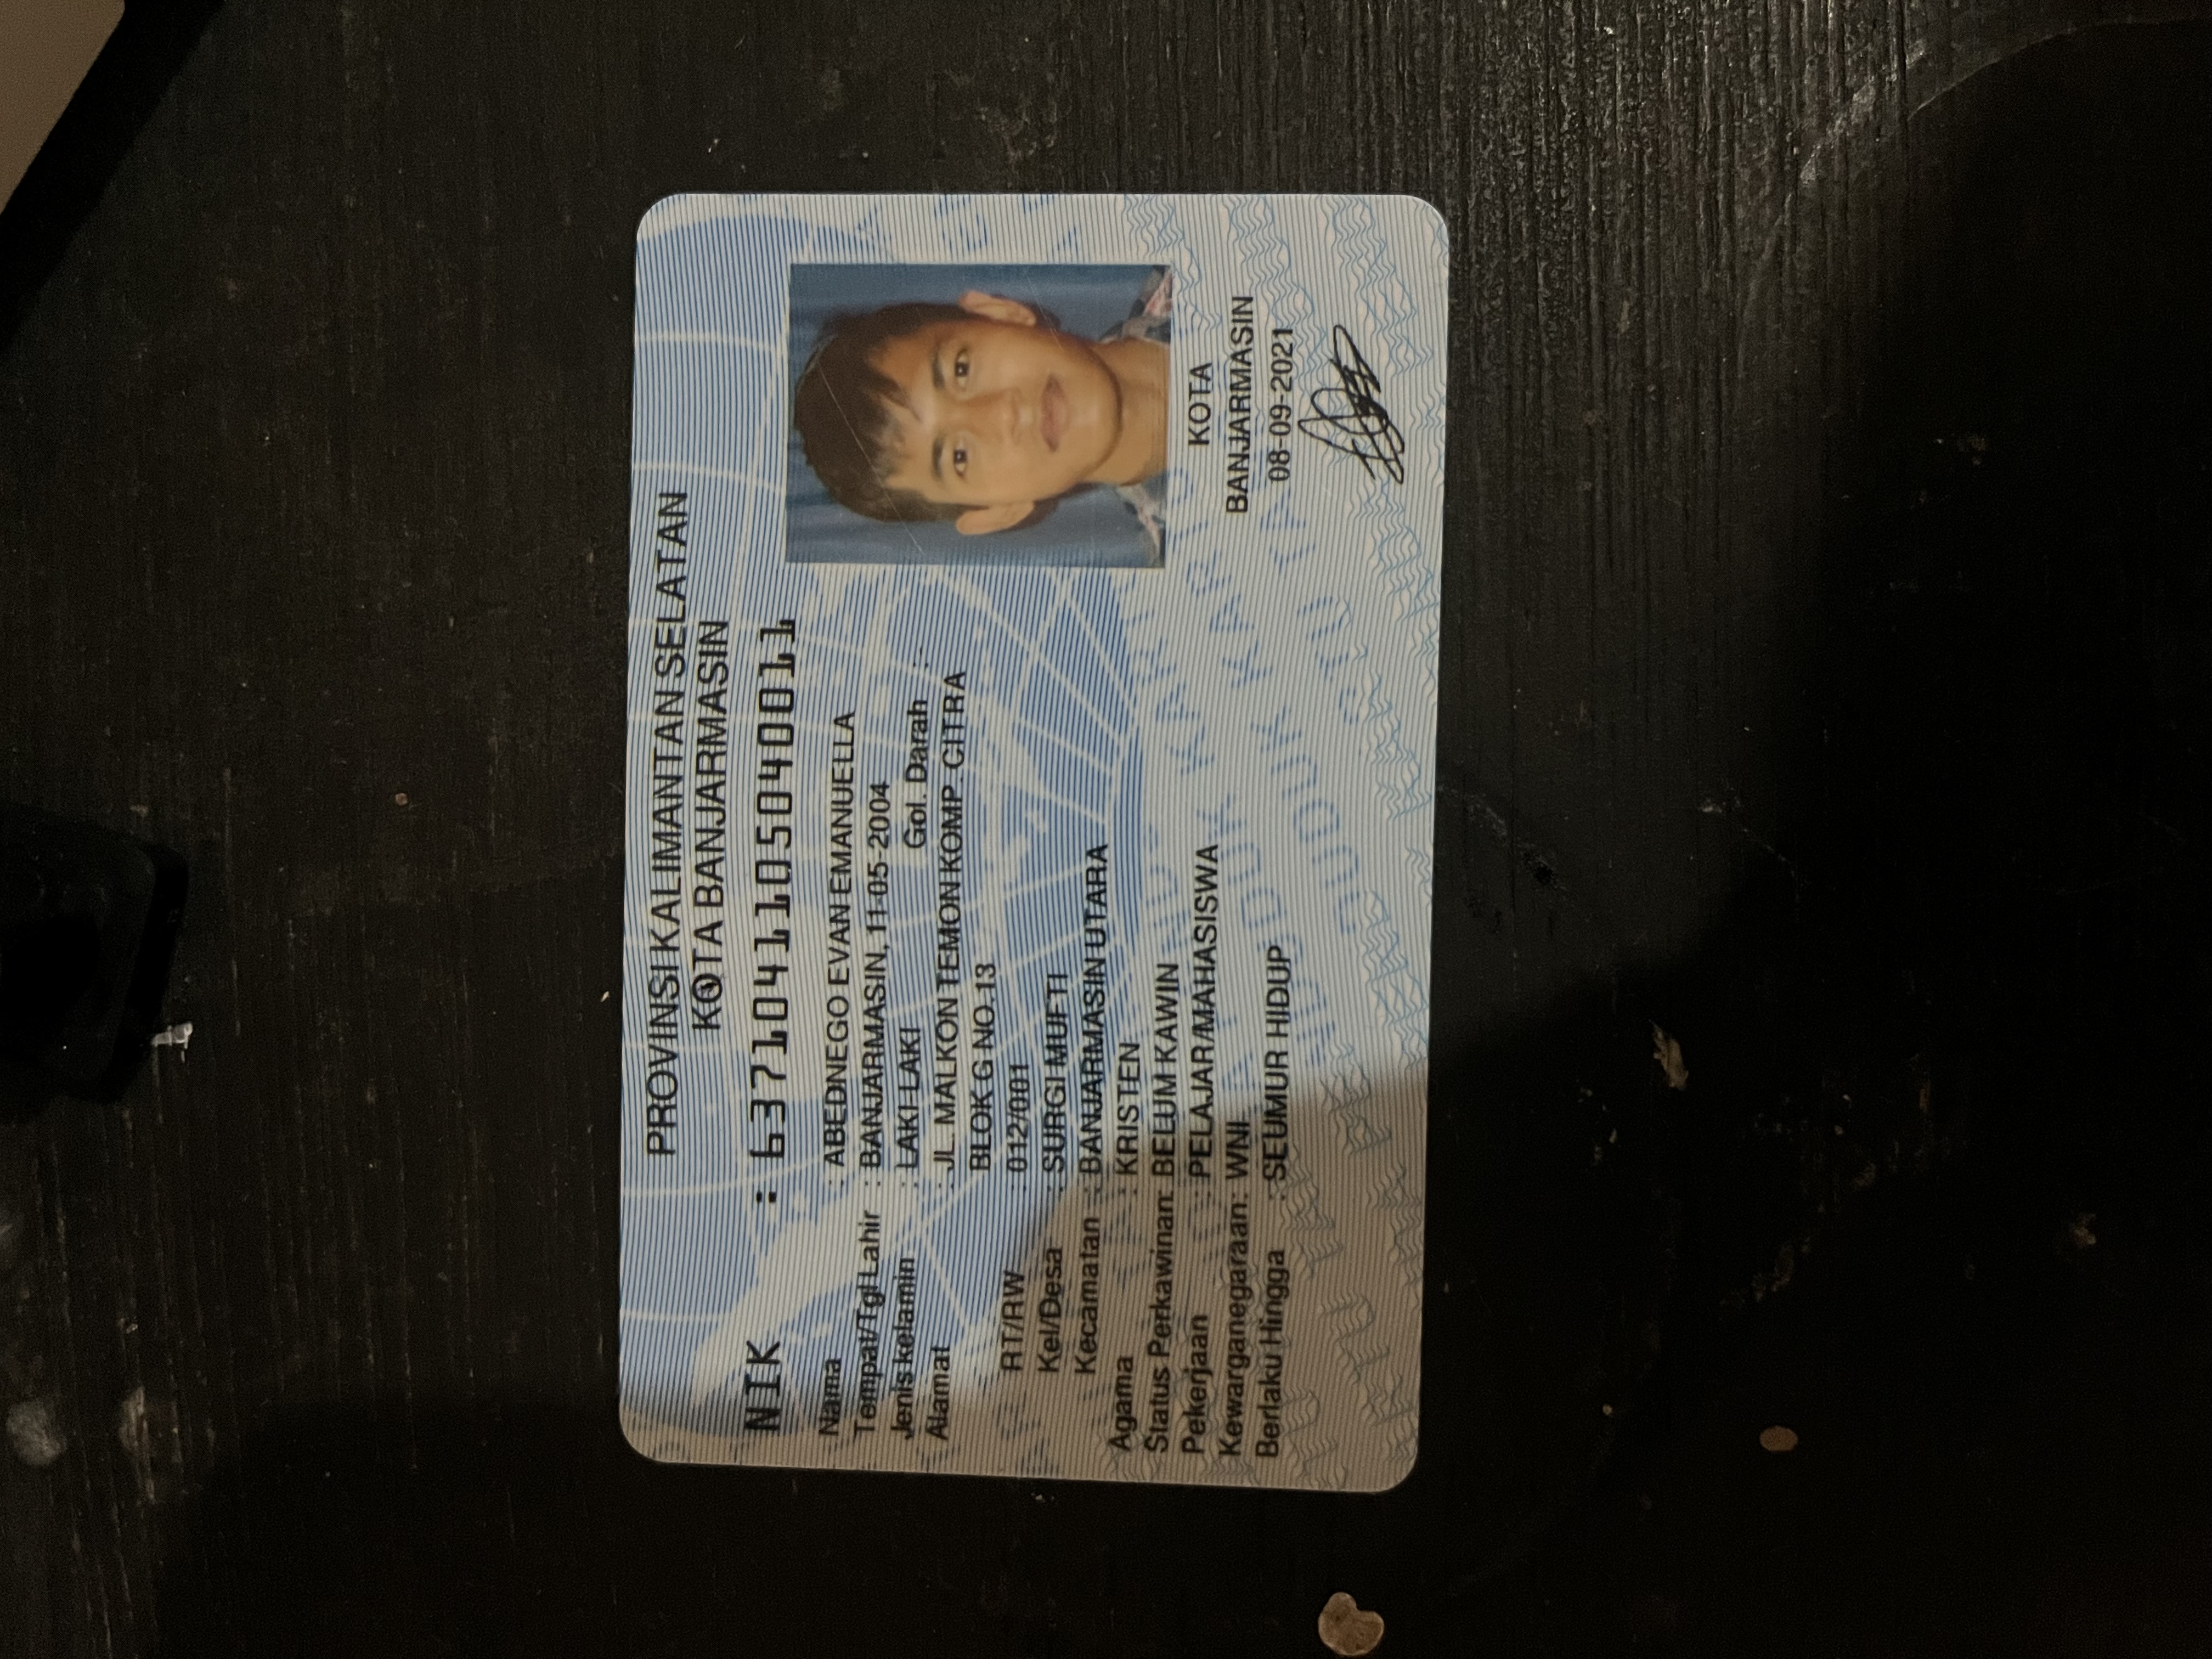 PROVINSI KALIMANTAN SELATAN
KOTA BANJARMASIN
NIK : 6371041105040011
Nama : ABEDNEGO EVAN EMANUELLA
Tempat/Tgl Lahir : BANJARMASIN, 11-05-2004
Jenis kelamin : LAKI-LAKI Gol. Darah : -
Alamat : JL. MALKON TEMON KOMP. CITRA
BLOK G NO.13
RT/RW : 012/001
Kel/Desa : SURGI MUFTI
Kecamatan : BANJARMASIN UTARA
Agama : KRISTEN
Status Perkawinan: BELUM KAWIN
Pekerjaan : PELAJAR/MAHASISWA
Kewarganegaraan: WNI
Berlaku Hingga : SEUMUR HIDUP
KOTA
BANJARMASIN
08-09-2021